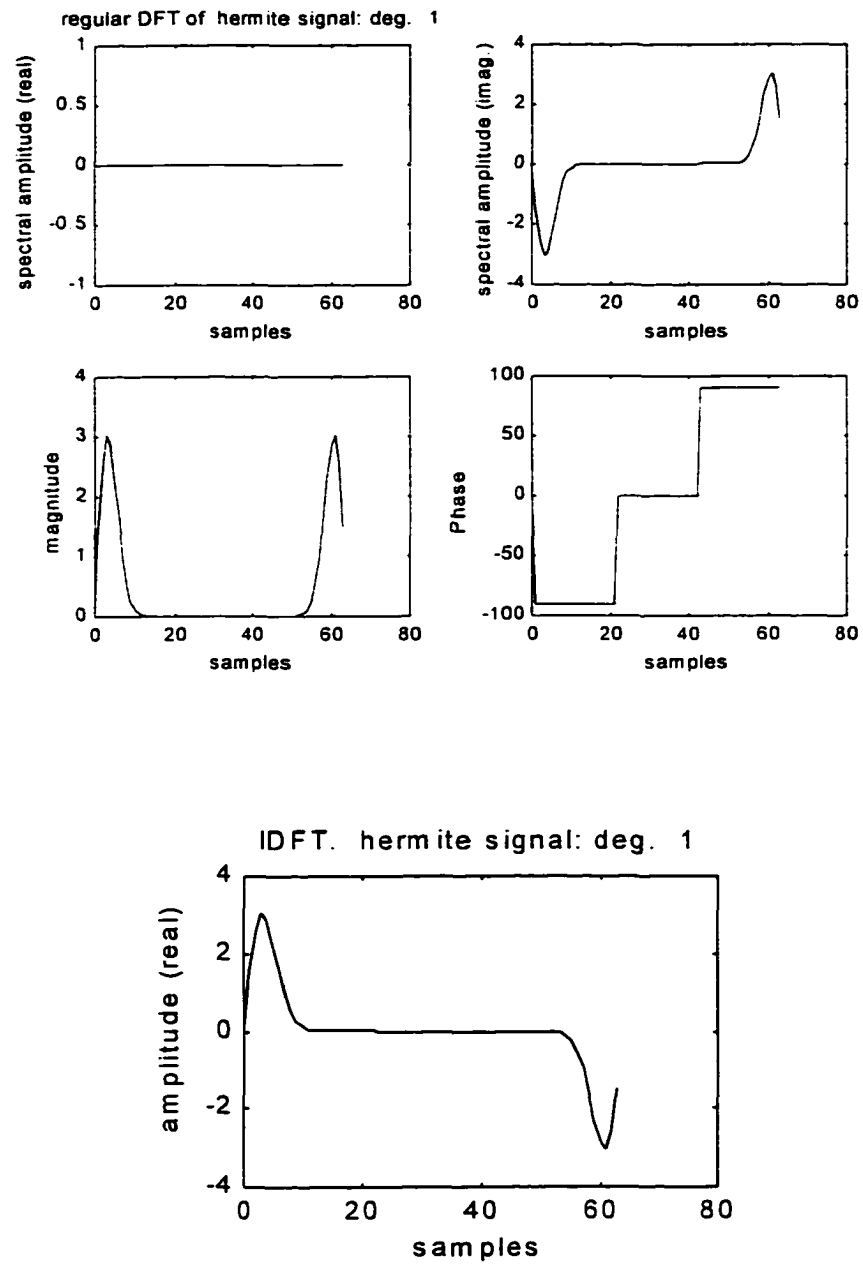 regular DFT of hermite signal: deg. 1
spectral amplitude (real)
1
0.5
0
-0.5
-1
0 20 40 60 80
samples
spectral amplitude (imag.)
4
2
0
-2
-4
0 20 40 60 80
samples
magnitude
4
3
2
1
0
0 20 40 60 80
samples
Phase
100
50
0
-50
-100
0 20 40 60 80
samples
IDFT. hermite signal: deg. 1
amplitude (real)
4
2
0
-2
-4
0 20 40 60 80
samples